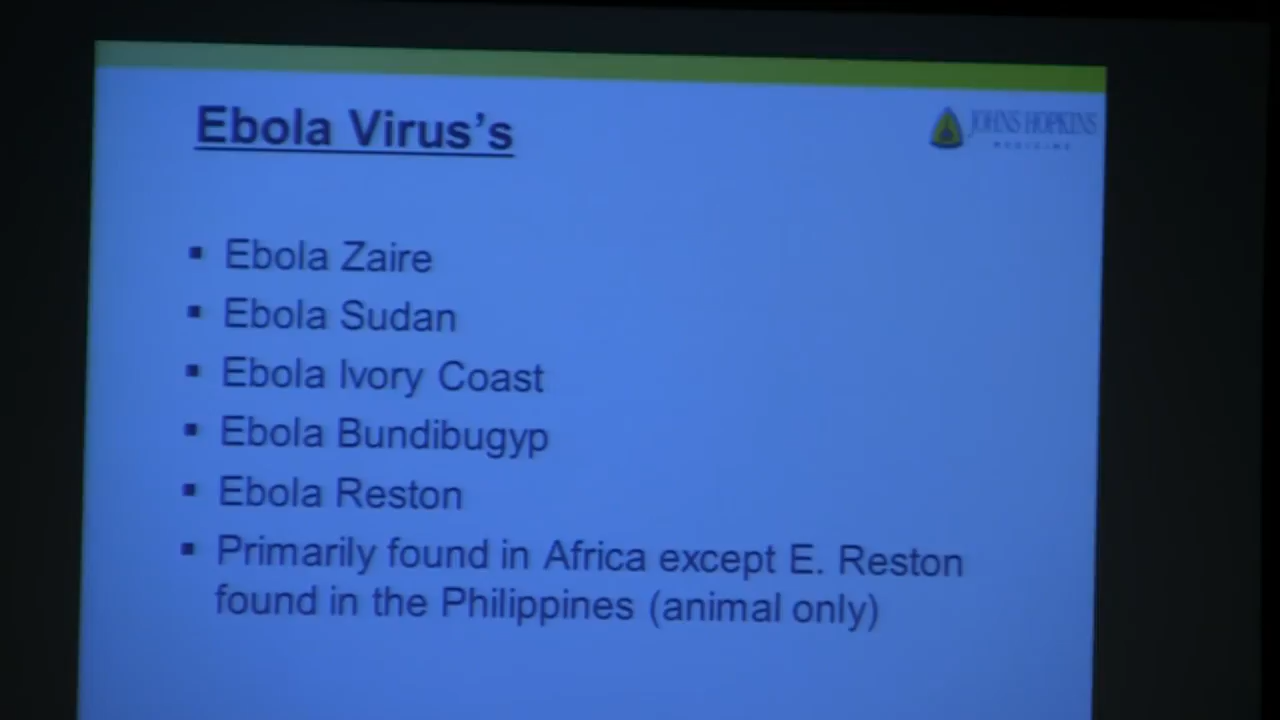 Ebola Virus's
JOHNS HOPKINS
MEDICINE
▪ Ebola Zaire
▪ Ebola Sudan
▪ Ebola Ivory Coast
▪ Ebola Bundibugyp
▪ Ebola Reston
▪ Primarily found in Africa except E. Reston
found in the Philippines (animal only)